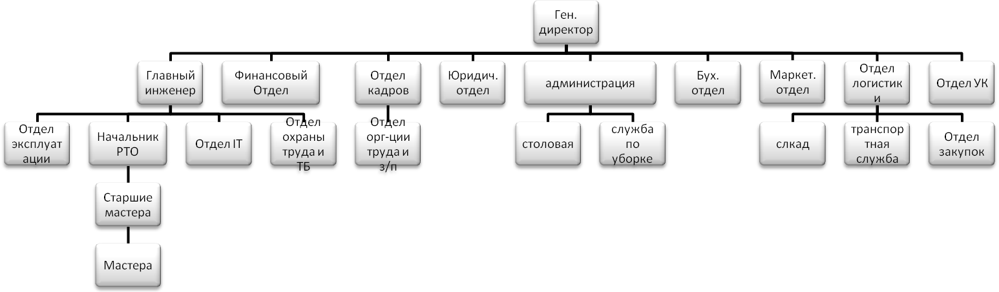 Ген.
директор
Главный
инженер
Финансовый
Отдел
Отдел
кадров
Юридич.
отдел
администрация
Бух.
отдел
Маркет.
отдел
Отдел
логистик
и
Отдел УК
Отдел
эксплуат
ации
Начальник
РТО
Отдел IT
Отдел
охраны
труда и
ТБ
Отдел
орг-ции
труда и
з/п
столовая
служба
по
уборке
слкад
транспор
тная
служба
Отдел
закупок
Старшие
мастера
Мастера